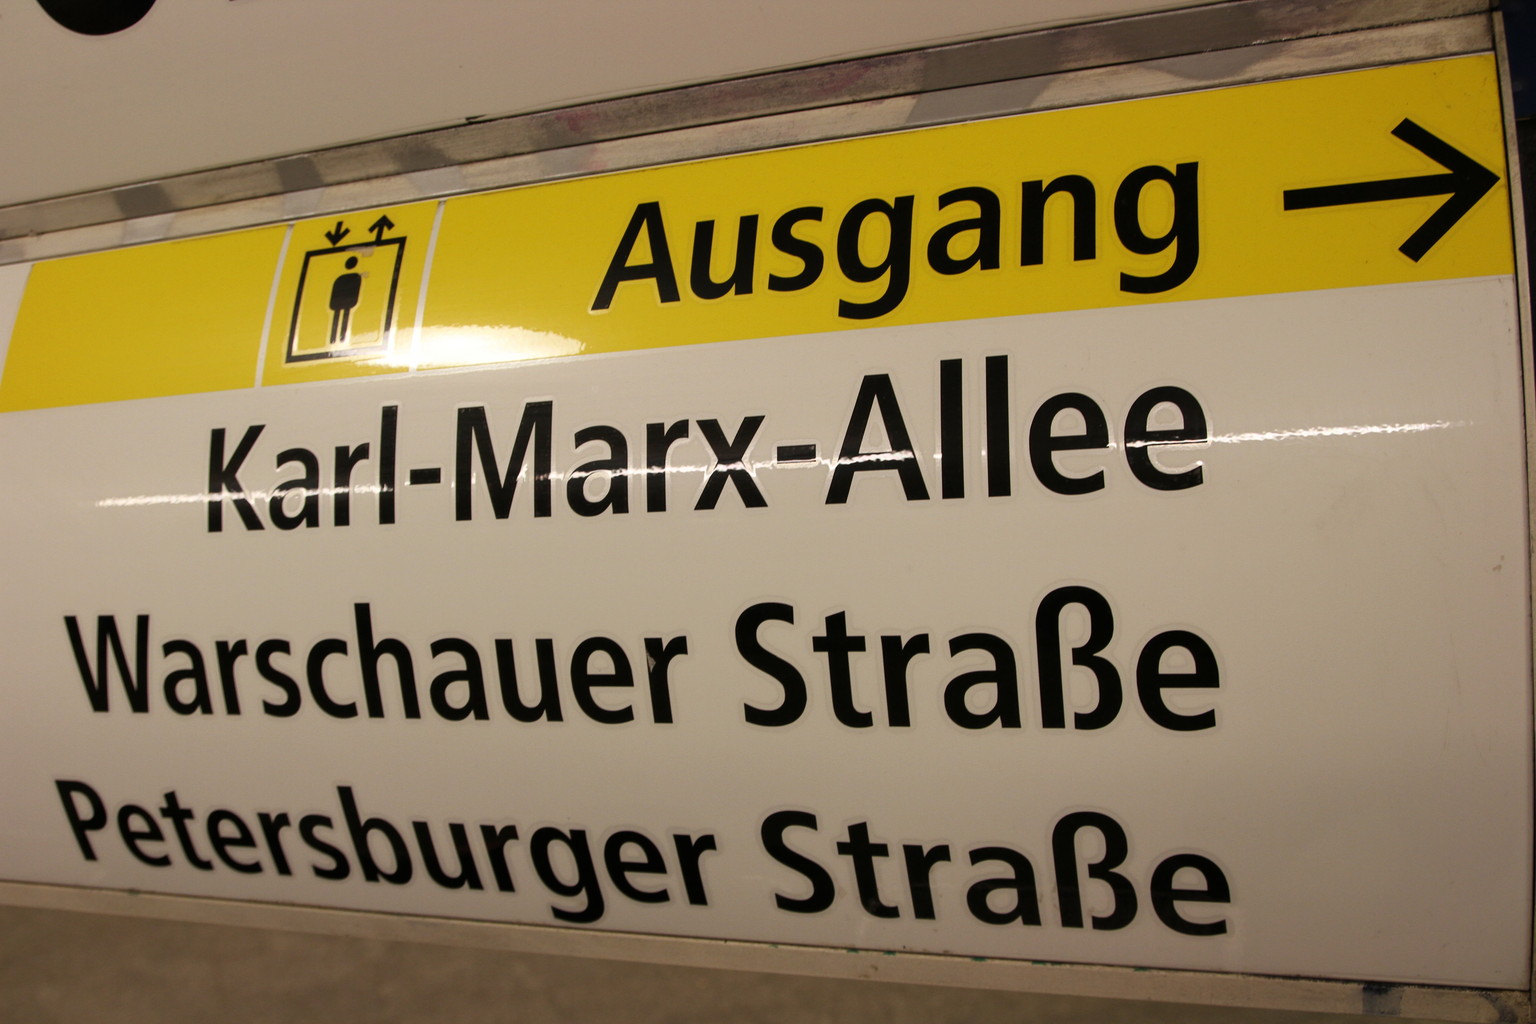 Ausgang
Karl-Marx-Allee
Warschauer Straße
Petersburger Straße